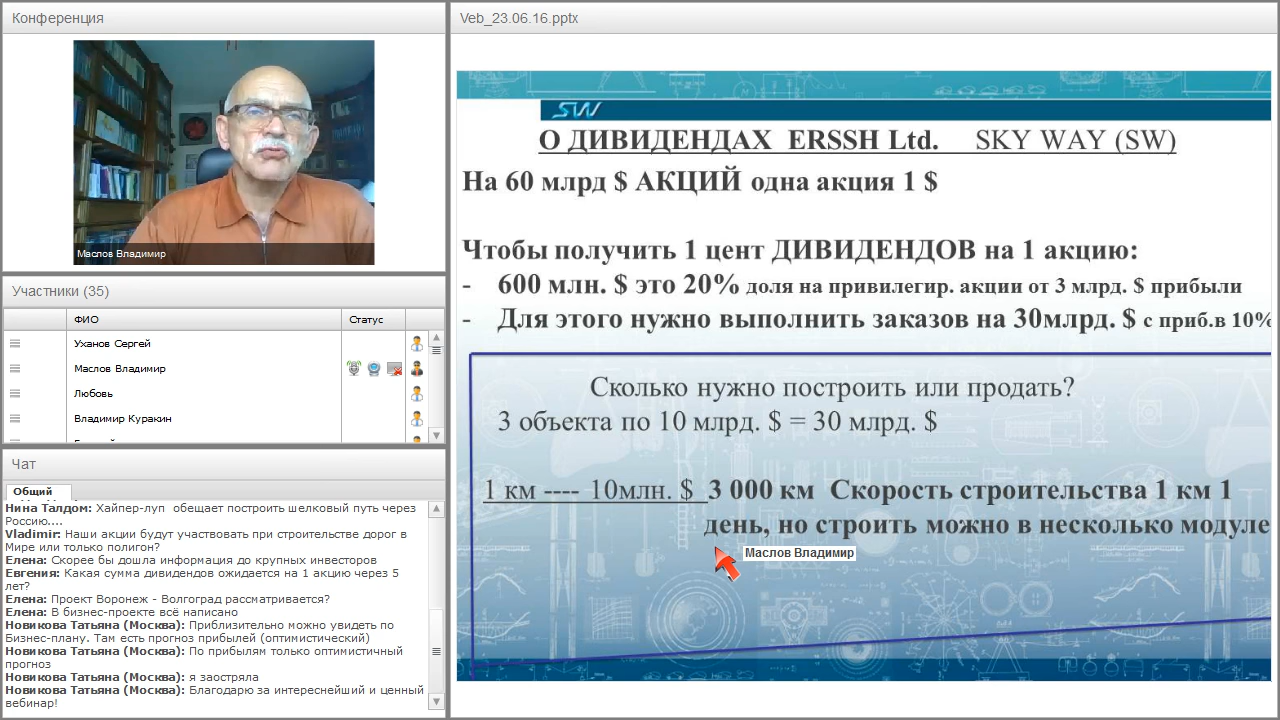 Конференция
Маслов Владимир
Участники (35)
ФИО
Статус
Уханов Сергей
Маслов Владимир
Любовь
Владимир Куракин
Чат
Общий
Нина Талдом: Хайпер-луп обещает построить шелковый путь через
Россию....
Vladimir: Наши акции будут участвовать при строительстве дорог в
Мире или только полигон?
Елена: Скорее бы дошла информация до крупных инвесторов
Евгения: Какая сумма дивидендов ожидается на 1 акцию через 5
лет?
Елена: Проект Воронеж - Волгоград рассматривается?
Елена: В бизнес-проекте всё написано
Новикова Татьяна (Москва): Приблизительно можно увидеть по
Бизнес-плану. Там есть прогноз прибылей (оптимистический)
Новикова Татьяна (Москва): По прибылям только оптимистичный
прогноз
Новикова Татьяна (Москва): я заостряла
Новикова Татьяна (Москва): Благодарю за интереснейший и ценный
вебинар!
Veb_23.06.16.pptx
SW
О ДИВИДЕНДАХ ERSSH Ltd. SKY WAY (SW)
На 60 млрд $ АКЦИЙ одна акция 1 $
Чтобы получить 1 цент ДИВИДЕНДОВ на 1 акцию:
- 600 млн. $ это 20% доля на привилегир. акции от 3 млрд. $ прибыли
- Для этого нужно выполнить заказов на 30млрд. $ с приб.в 10%
Сколько нужно построить или продать?
3 объекта по 10 млрд. $ = 30 млрд. $
1 км ---- 10млн. $ 3 000 км Скорость строительства 1 км 1
день, но строить можно в несколько модуле
Маслов Владимир